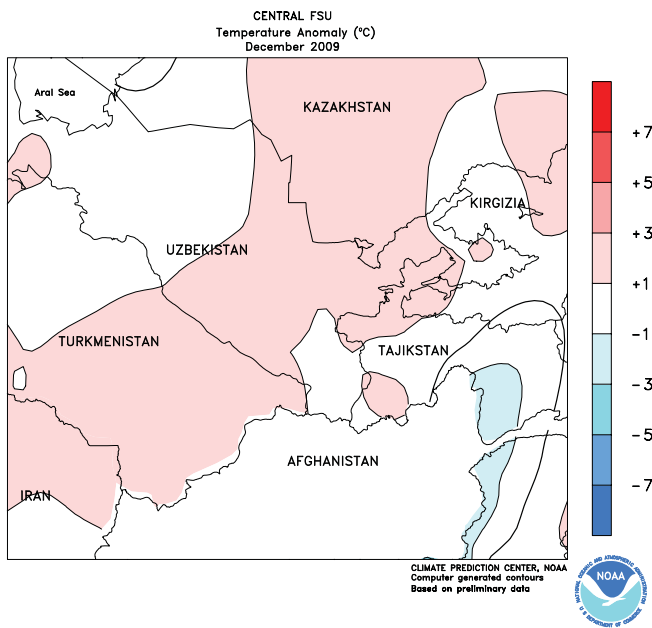 CENTRAL FSU
Temperature Anomaly (°C)
December 2009
Aral Sea
KAZAKHSTAN
KIRGIZIA
UZBEKISTAN
TURKMENISTAN
TAJIKSTAN
AFGHANISTAN
IRAN
+7
+5
+3
+1
-1
-3
-5
-7
CLIMATE PREDICTION CENTER, NOAA
Computer generated contours
Based on preliminary data
NATIONAL OCEANIC AND ATMOSPHERIC ADMINISTRATION
NOAA
U S DEPARTMENT OF COMMERCE